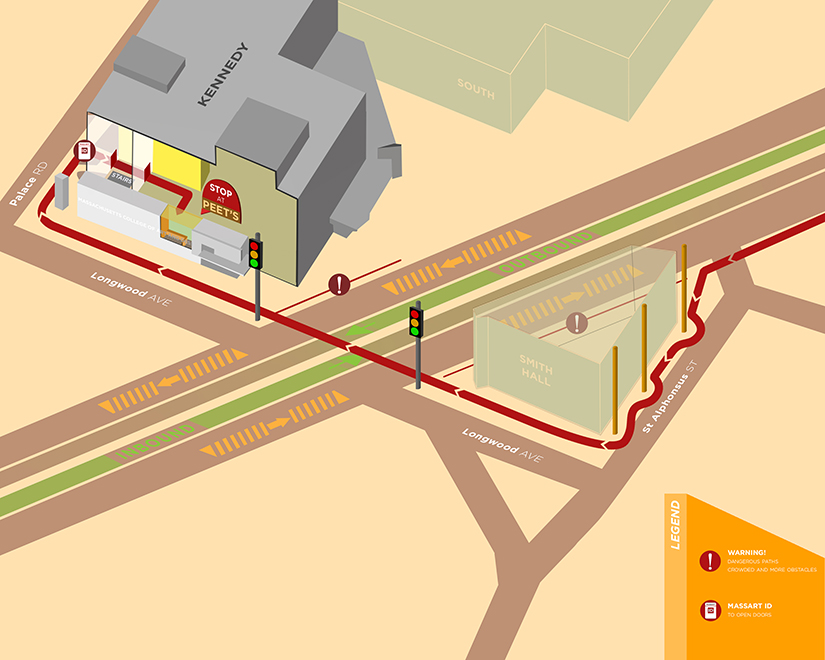 KENNEDY
SOUTH
Palace RD
STAIRS
STOP
AT
PEET'S
Longwood AVE
OUTBOUND
INBOUND
SMITH
HALL
St Alphonsus ST
Longwood AVE
LEGEND
WARNING!
DANGEROUS PATHS
CROWDED AND MORE OBSTACLES
MASSART ID
TO OPEN DOORS